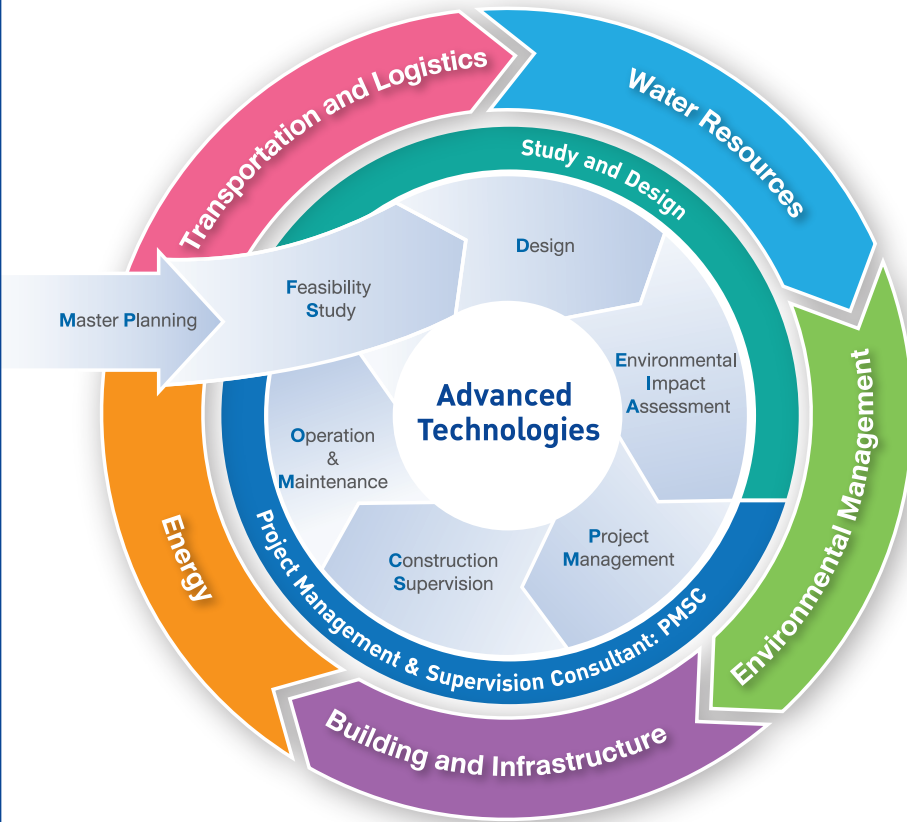 Transportation and Logistics
Water Resources
Study and Design
Design
Feasibility
Study
Master Planning
Environmental
Impact
Assessment
Advanced
Technologies
Operation
&
Maintenance
Project
Management
Construction
Supervision
Project Management & Supervision Consultant: PMSC
Environmental Management
Energy
Building and Infrastructure